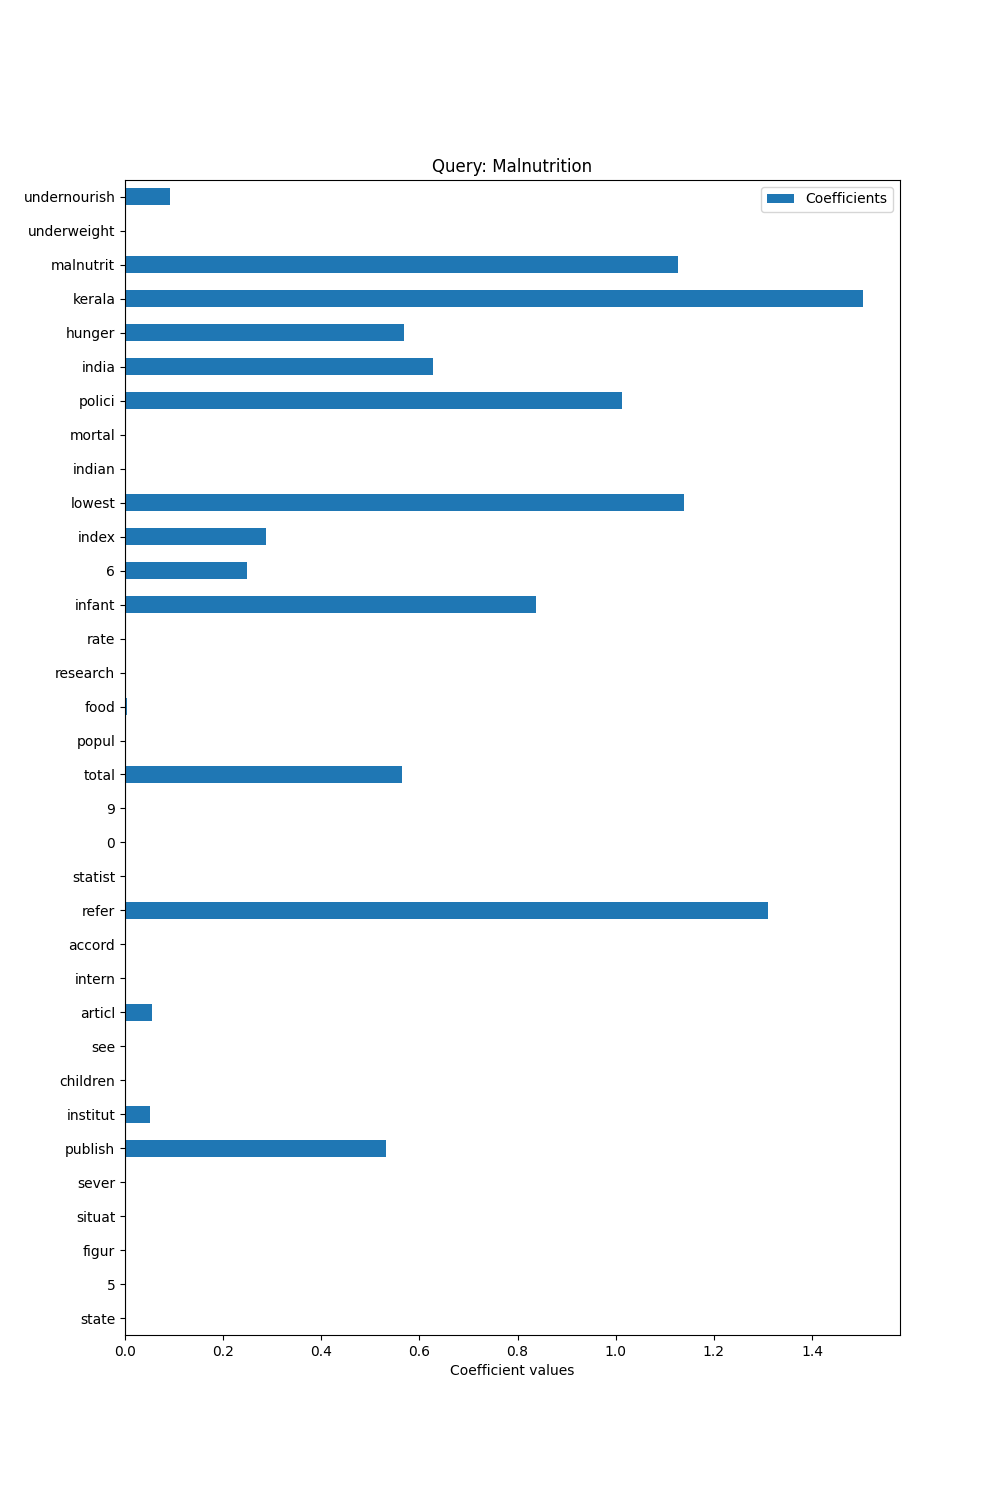 Query: Malnutrition
Coefficients
undernourish
underweight
malnutrit
kerala
hunger
india
polici
mortal
indian
lowest
index
6
infant
rate
research
food
popul
total
9
0
statist
refer
accord
intern
articl
see
children
institut
publish
sever
situat
figur
5
state
0.0 0.2 0.4 0.6 0.8 1.0 1.2 1.4
Coefficient values